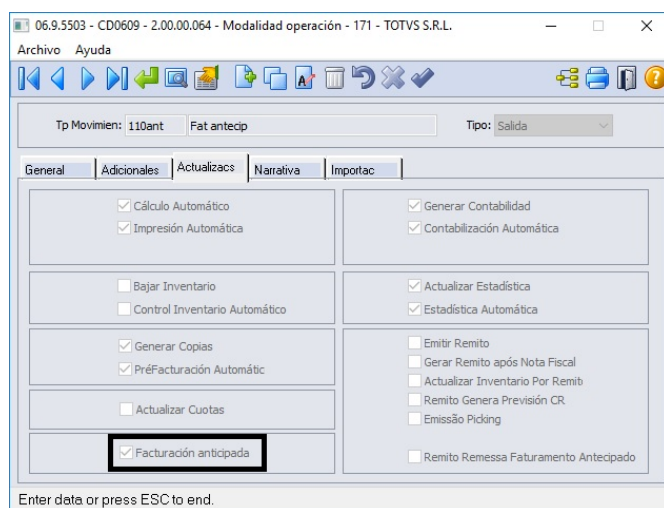 06.9.5503 - CD0609 - 2.00.00.064 - Modalidad operación - 171 - TOTVS S.R.L.
Archivo Ayuda
Tp Movimien: 110ant Fat antecip Tipo: Salida
General Adicionales Actualizacs Narrativa Importac
Cálculo Automático
Impresión Automática
Generar Contabilidad
Contabilización Automática
Bajar Inventario
Control Inventario Automático
Actualizar Estadística
Estadística Automática
Generar Copias
PréFacturación Automátic
Actualizar Cuotas
Facturación anticipada
Emitir Remito
Gerar Remito após Nota Fiscal
Actualizar Inventario Por Remit
Remito Genera Previsión CR
Emissão Picking
Remito Remessa Faturamento Antecipado
Enter data or press ESC to end.